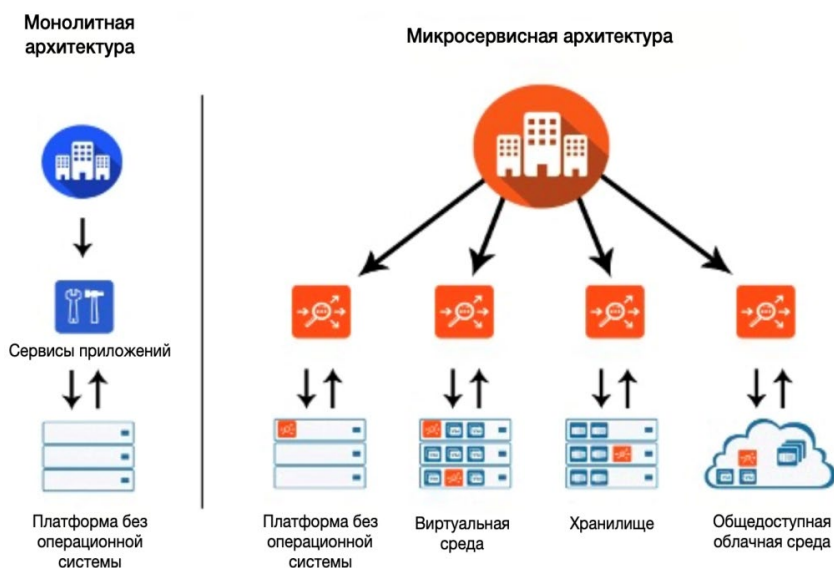 Монолитная
архитектура
Микросервисная архитектура
Сервисы приложений
Платформа без
операционной
системы
Платформа без
операционной
системы
Виртуальная
среда
Хранилище
Общедоступная
облачная среда